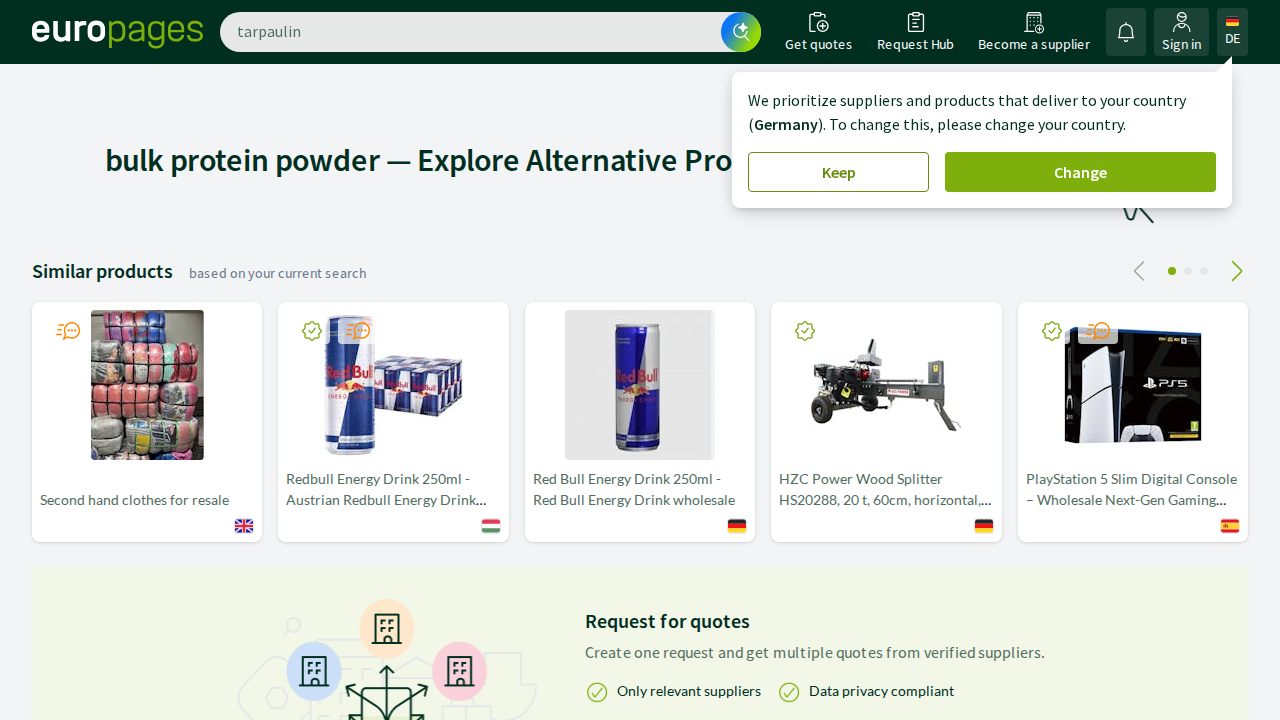 europages
tarpaulin
Get quotes
Request Hub
Become a supplier
Sign in
DE
We prioritize suppliers and products that deliver to your country
(Germany). To change this, please change your country.
Keep
Change
bulk protein powder — Explore Alternative Pro
Similar products
based on your current search
Second hand clothes for resale
Redbull Energy Drink 250ml -
Austrian Redbull Energy Drink...
Red Bull Energy Drink 250ml -
Red Bull Energy Drink wholesale
HZC Power Wood Splitter
HS20288, 20 t, 60cm, horizontal,...
PlayStation 5 Slim Digital Console
– Wholesale Next-Gen Gaming...
RedBull
RedBull
RedBull
PS5
Request for quotes
Create one request and get multiple quotes from verified suppliers.
Only relevant suppliers
Data privacy compliant